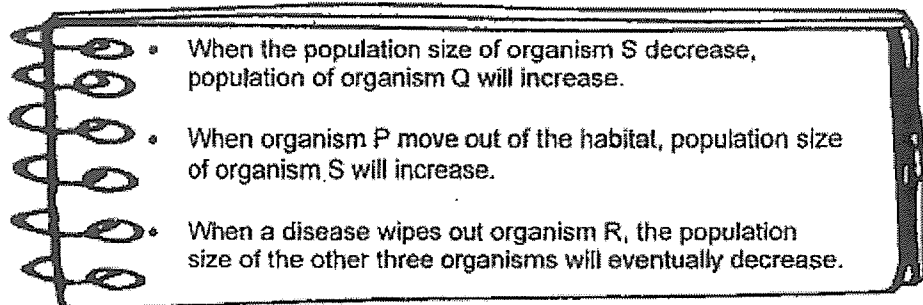 • When the population size of organism S decrease,
population of organism Q will increase.
• When organism P move out of the habitat, population size
of organism S will increase.
• When a disease wipes out organism R, the population
size of the other three organisms will eventually decrease.